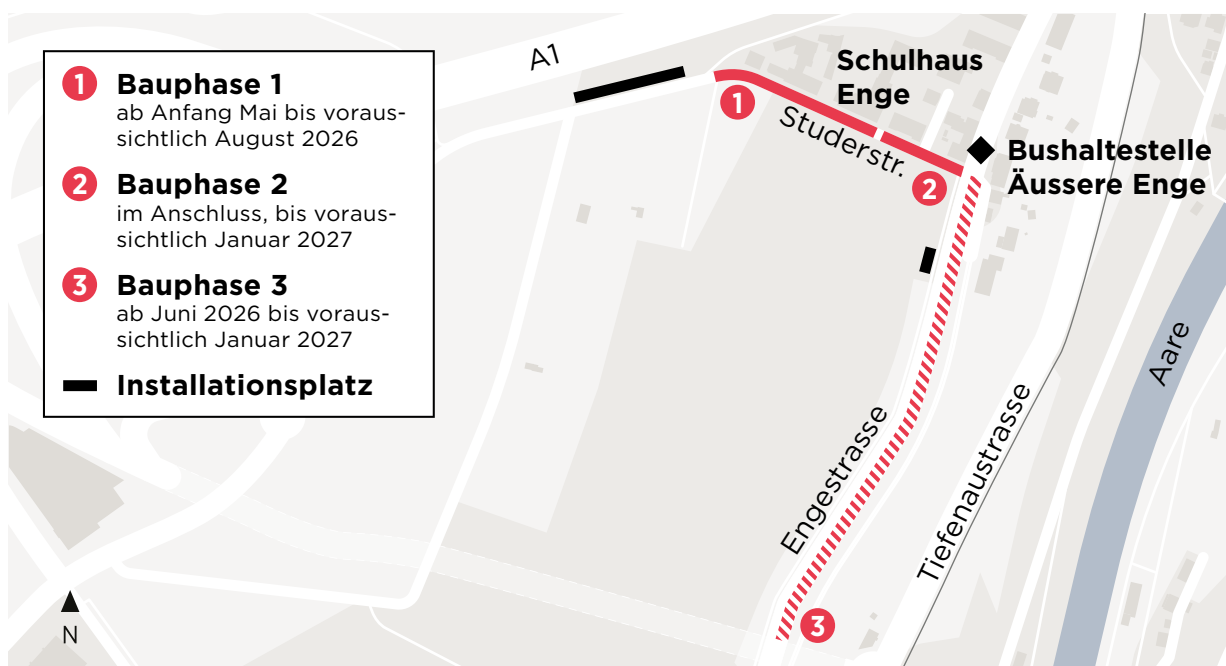 1 Bauphase 1
ab Anfang Mai bis voraus-
sichtlich August 2026
2 Bauphase 2
im Anschluss, bis voraus-
sichtlich Januar 2027
3 Bauphase 3
ab Juni 2026 bis voraus-
sichtlich Januar 2027
Installationsplatz
A1
Schulhaus
Enge
1
Studerstr.
2
Bushaltestelle
Äussere Enge
Aare
Engestrasse
Tiefenaustrasse
3
N